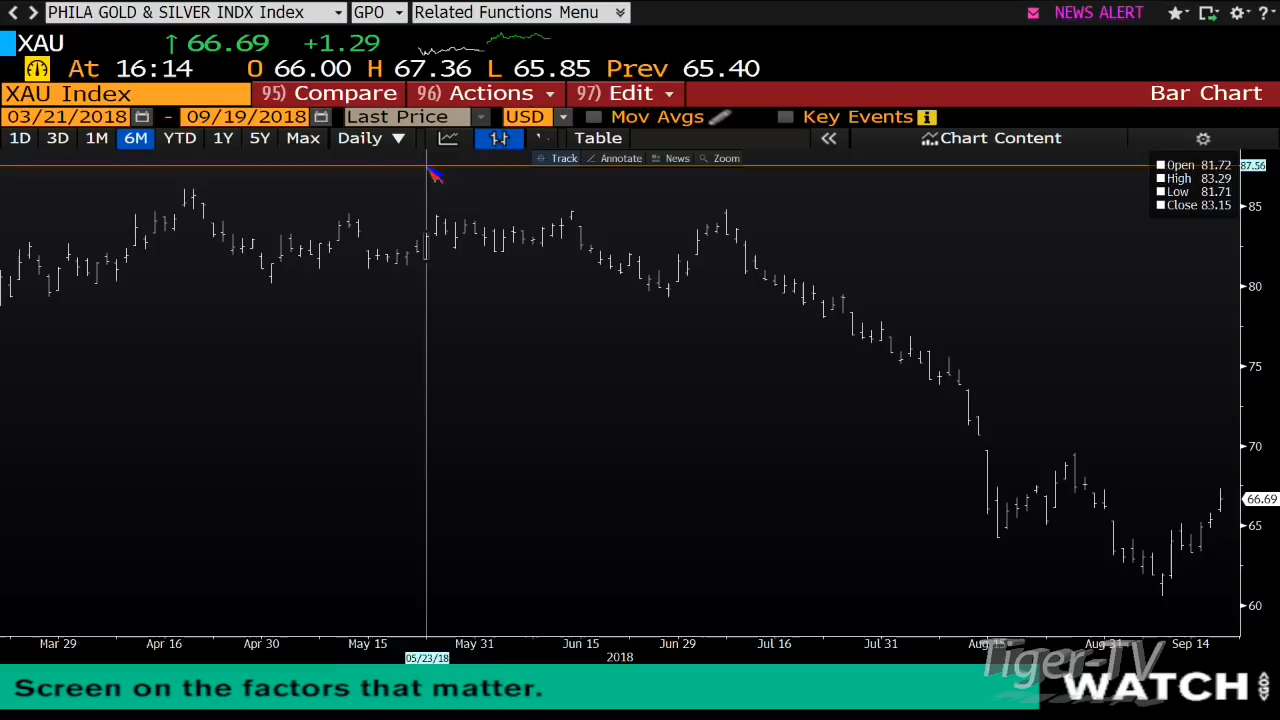 PHILA GOLD & SILVER INDX Index GPO Related Functions Menu NEWS ALERT
XAU 66.69 +1.29
At 16:14 O 66.00 H 67.36 L 65.85 Prev 65.40
XAU Index 95) Compare 96) Actions 97) Edit Bar Chart
03/21/2018 - 09/19/2018 Last Price USD Mov Avgs Key Events
1D 3D 1M 6M YTD 1Y 5Y Max Daily Table Chart Content
Track Annotate News Zoom
Open 81.72
High 83.29
Low 81.71
Close 83.15
87.56
85
80
75
70
66.69
65
60
Mar 29 Apr 16 Apr 30 May 15 May 31 Jun 15 Jun 29 Jul 16 Jul 31 Aug 15 Aug 31 Sep 14
05/23/18 2018
Tiger-TV
Screen on the factors that matter. WATCH